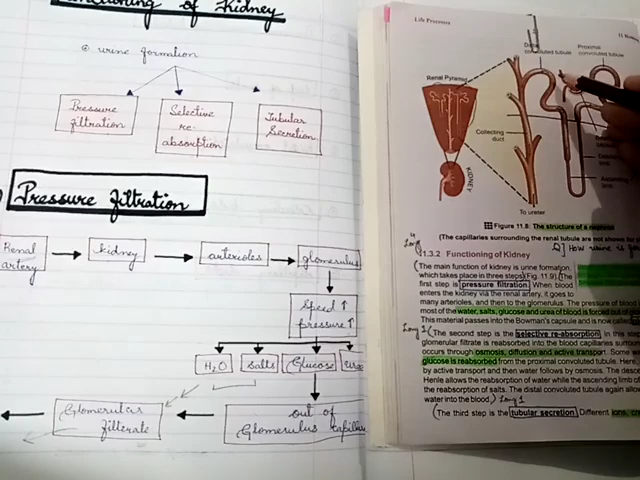 Functioning of Kidney
urine formation
Pressure
filtration
Selective
re-
absorption
Tubular
Secretion
Pressure filtration
Renal
artery
kidney
arterioles
glomerulus
Speed ↑
pressure ↑
H₂O
salts
Glucose
out of
Glomerulus
Glomerular
filtrate
Life Processes
convoluted tubule
Proximal
convoluted tubule
Renal Pyramid
Collecting
duct
KIDNEY
To ureter
Figure 11.8: The structure of a nephron
(The capillaries surrounding the renal tubule are not shown
Q] How urine is
Long
11.3.2 Functioning of Kidney
(The main function of kidney is urine formation,
which takes place in three steps (Fig. 11.9). The
first step is pressure filtration. When blood
enters the kidney via the renal artery, it goes to
many arterioles, and then to the glomerulus. The pressure of blood
most of the water, salts, glucose and urea of blood is forced out of
This material passes into the Bowman's capsule and is now called
Long
(The second step is the selective re-absorption. In this
glomerular filtrate is reabsorbed into the blood capillaries
occurs through osmosis, diffusion and active transport. Some
glucose is reabsorbed from the proximal convoluted tubule. Here,
by active transport and then water follows by osmosis. The
Henle allows the reabsorption of water while the ascending limb of
the reabsorption of salts. The distal convoluted tubule again
water into the blood.) Long
(The third step is the tubular secretion. Different ions,